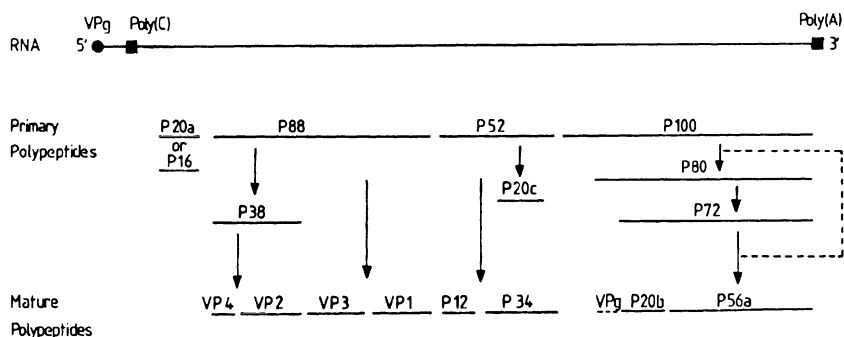 VPg Poly(C) Poly(A)
RNA 5' 3'
Primary P20a P88 P52 P100
Polypeptides or
P16 P80
P20c
P38 P72
Mature VP4 VP2 VP3 VP1 P12 P34 VPg P20b P56a
Polypeptides